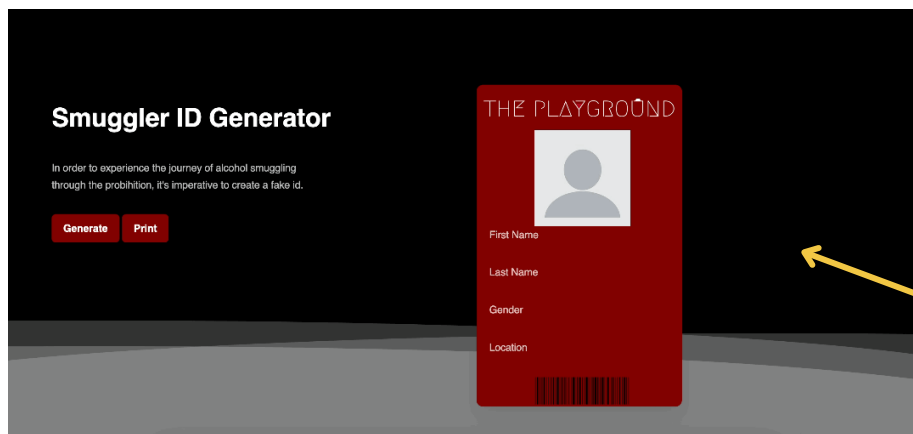 Smuggler ID Generator
In order to experience the journey of alcohol smuggling
through the probihition, it's imperative to create a fake id.
Generate Print
THE PLAYGROUND
First Name
Last Name
Gender
Location